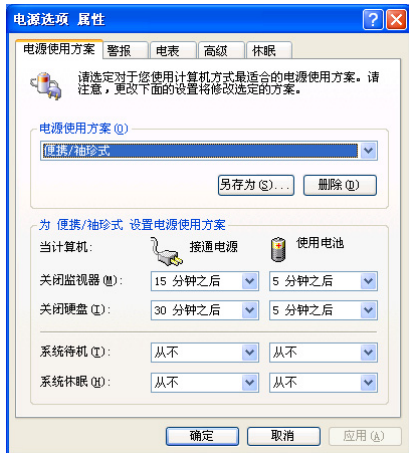 电源选项 属性
电源使用方案 警报 电表 高级 休眠
请选定对于您使用计算机方式最适合的电源使用方案。请
注意，更改下面的设置将修改选定的方案。
电源使用方案(O)
便携/袖珍式
另存为(S)... 删除(D)
为 便携/袖珍式 设置电源使用方案
当计算机: 接通电源 使用电池
关闭监视器(M): 15 分钟之后 5 分钟之后
关闭硬盘(I): 30 分钟之后 5 分钟之后
系统待机(T): 从不 从不
系统休眠(H): 从不 从不
确定 取消 应用(A)